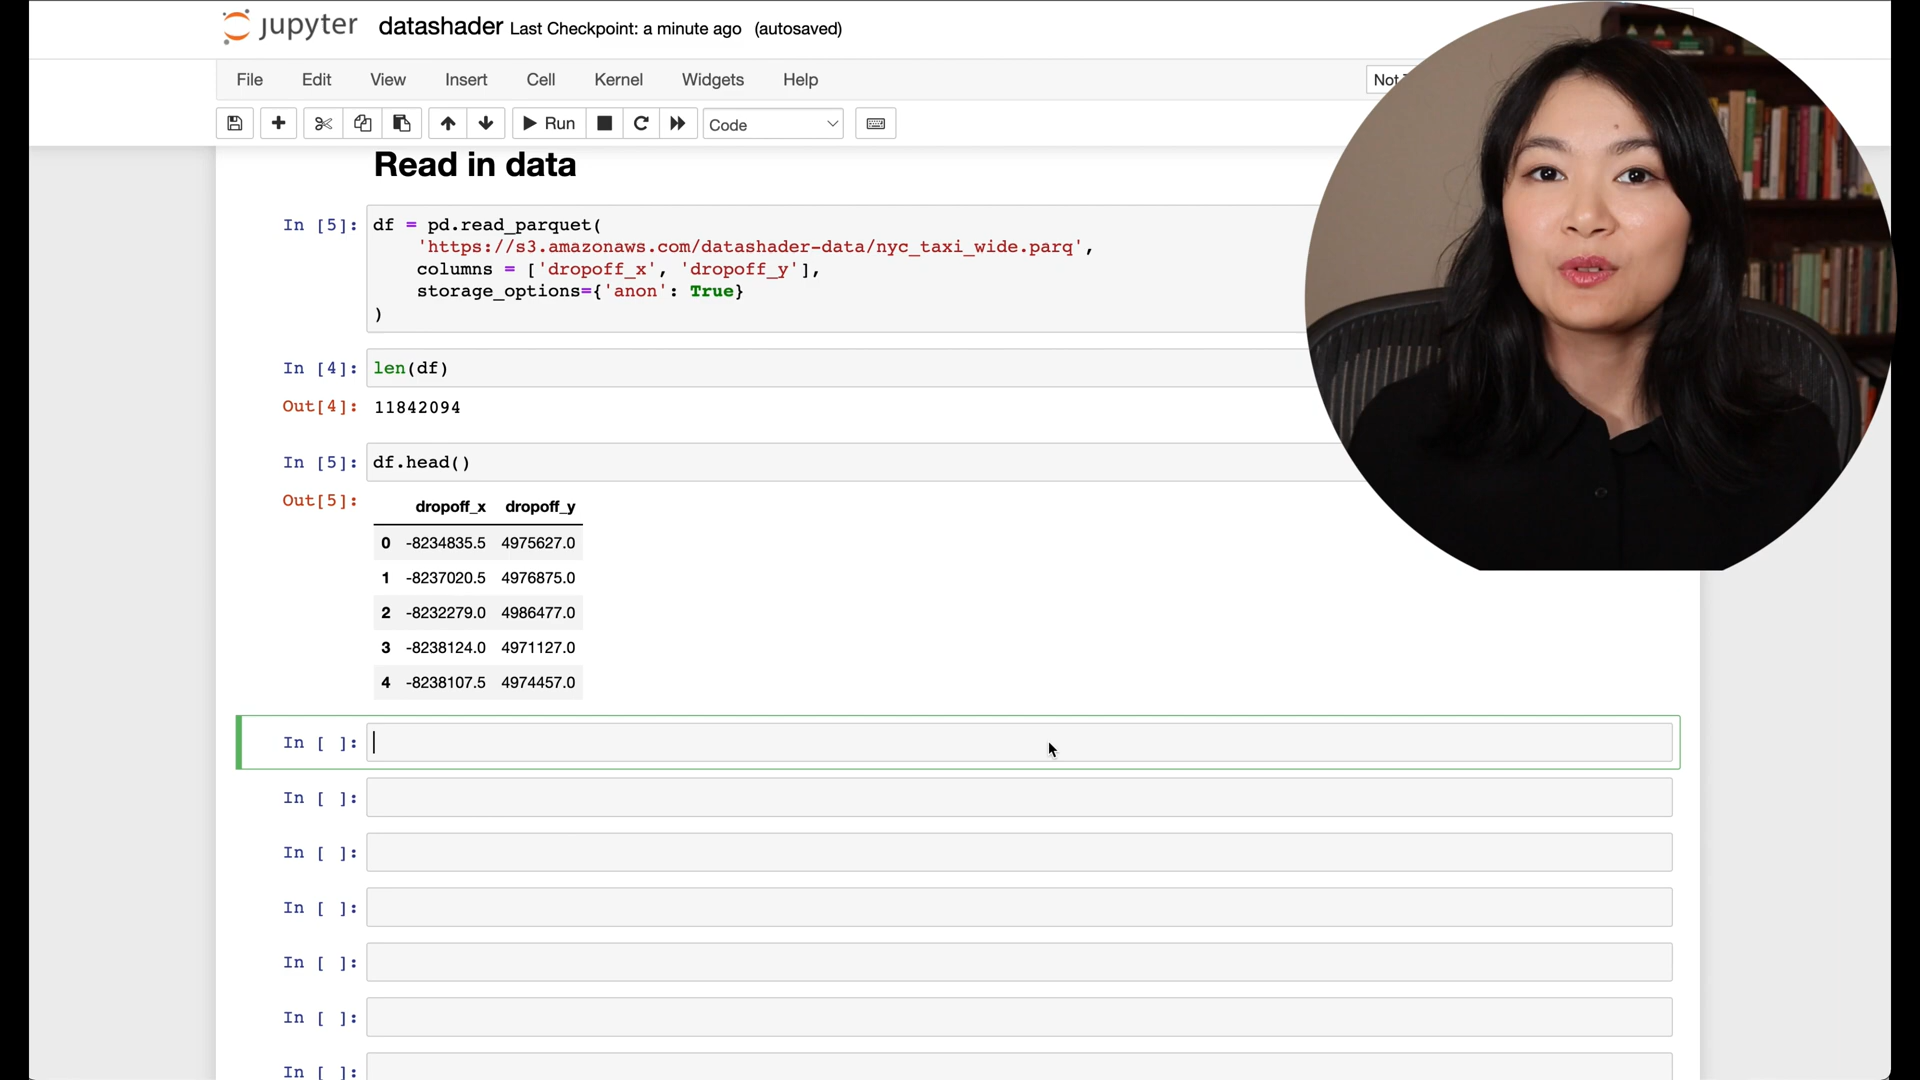 jupyter datashader Last Checkpoint: a minute ago (autosaved)
File Edit View Insert Cell Kernel Widgets Help Not
Run Code
Read in data
In [5]: df = pd.read_parquet(
'https://s3.amazonaws.com/datashader-data/nyc_taxi_wide.parq',
columns = ['dropoff_x', 'dropoff_y'],
storage_options={'anon': True}
)
In [4]: len(df)
Out[4]: 11842094
In [5]: df.head()
Out[5]:
dropoff_x dropoff_y
0 -8234835.5 4975627.0
1 -8237020.5 4976875.0
2 -8232279.0 4986477.0
3 -8238124.0 4971127.0
4 -8238107.5 4974457.0
In [ ]:
In [ ]:
In [ ]:
In [ ]:
In [ ]:
In [ ]:
In [ ]: